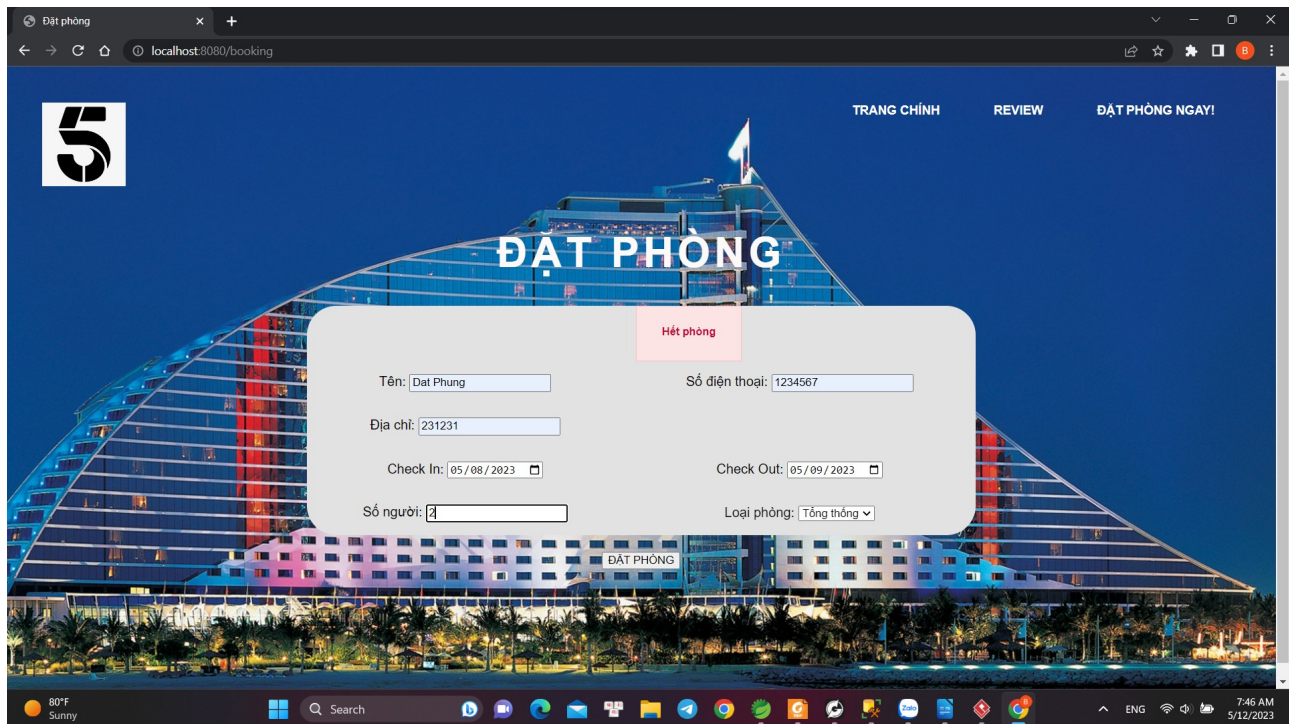 Đặt phòng
localhost:8080/booking
B
5
TRANG CHÍNH REVIEW ĐẶT PHÒNG NGAY!
ĐẶT PHÒNG
Hết phòng
Tên: Dat Phung Số điện thoại: 1234567
Địa chỉ: 231231
Check In: 05/08/2023 Check Out: 05/09/2023
Số người: 2 Loại phòng: Tổng thống
ĐẶT PHÒNG
80°F
Sunny
Search
Zalo
ENG
7:46 AM
5/12/2023